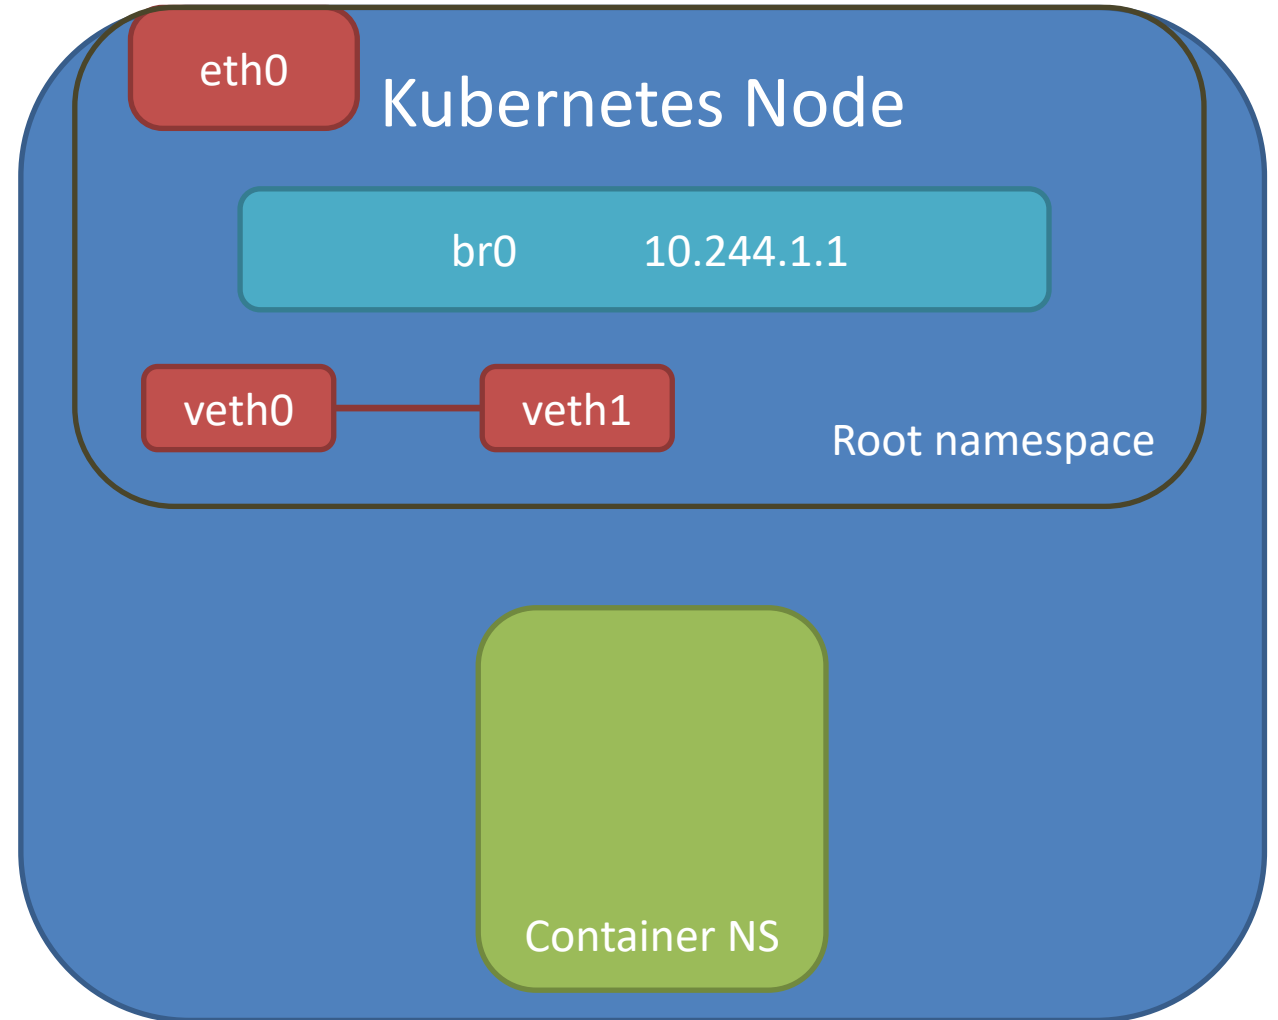 eth0
Kubernetes Node
br0 10.244.1.1
veth0 veth1
Root namespace
Container NS